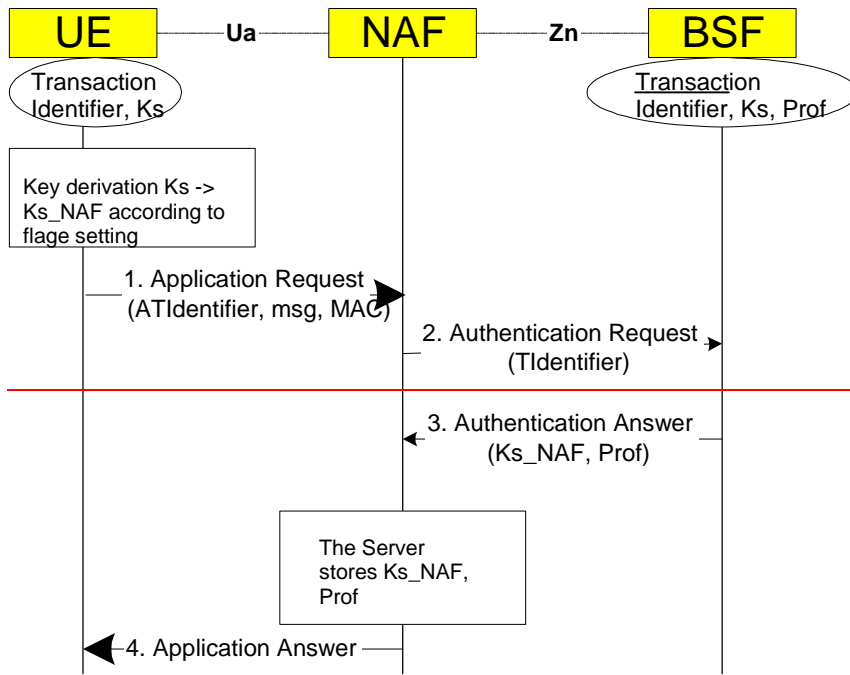 UE
Ua
NAF
Zn
BSF
Transaction
Identifier, Ks
Transaction
Identifier, Ks, Prof
Key derivation Ks ->
Ks_NAF according to
flage setting
1. Application Request
(ATIdentifier, msg, MAC)
2. Authentication Request
(TIdentifier)
3. Authentication Answer
(Ks_NAF, Prof)
The Server
stores Ks_NAF,
Prof
4. Application Answer